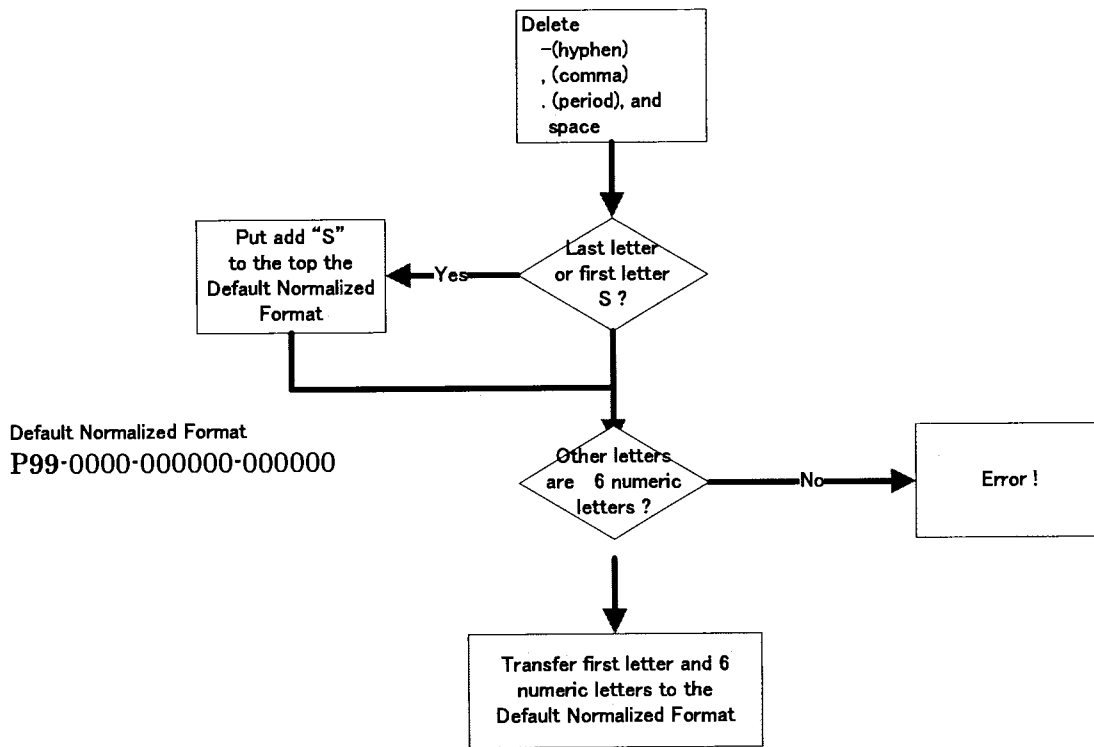 Delete
-(hyphen)
, (comma)
. (period), and
space
Last letter
or first letter
S ?
Yes
Put add “S”
to the top the
Default Normalized
Format
Default Normalized Format
P99-0000-000000-000000
Other letters
are 6 numeric
letters ?
No
Error !
Transfer first letter and 6
numeric letters to the
Default Normalized Format